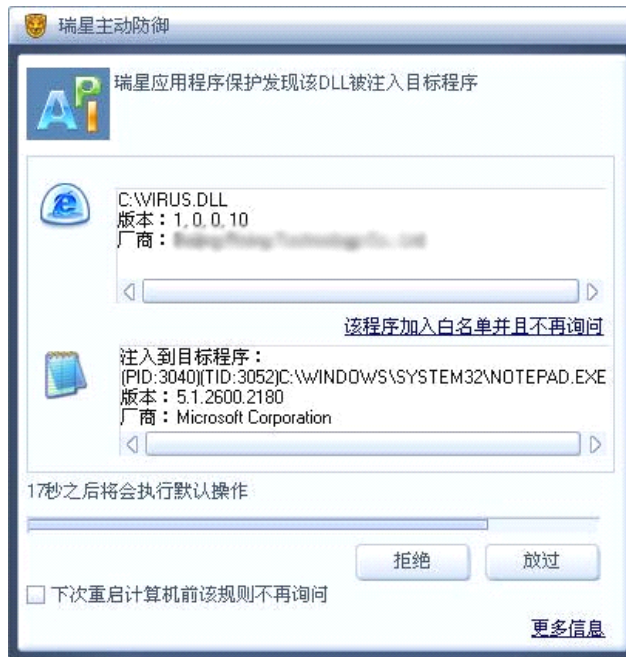 瑞星主动防御
API
瑞星应用程序保护发现该DLL被注入目标程序
C:\VIRUS.DLL
版本：1, 0, 0, 10
厂商：
该程序加入白名单并且不再询问
注入到目标程序：
(PID:3040)(TID:3052)C:\WINDOWS\SYSTEM32\NOTEPAD.EXE
版本：5.1.2600.2180
厂商：Microsoft Corporation
17秒之后将会执行默认操作
拒绝 放过
下次重启计算机前该规则不再询问
更多信息